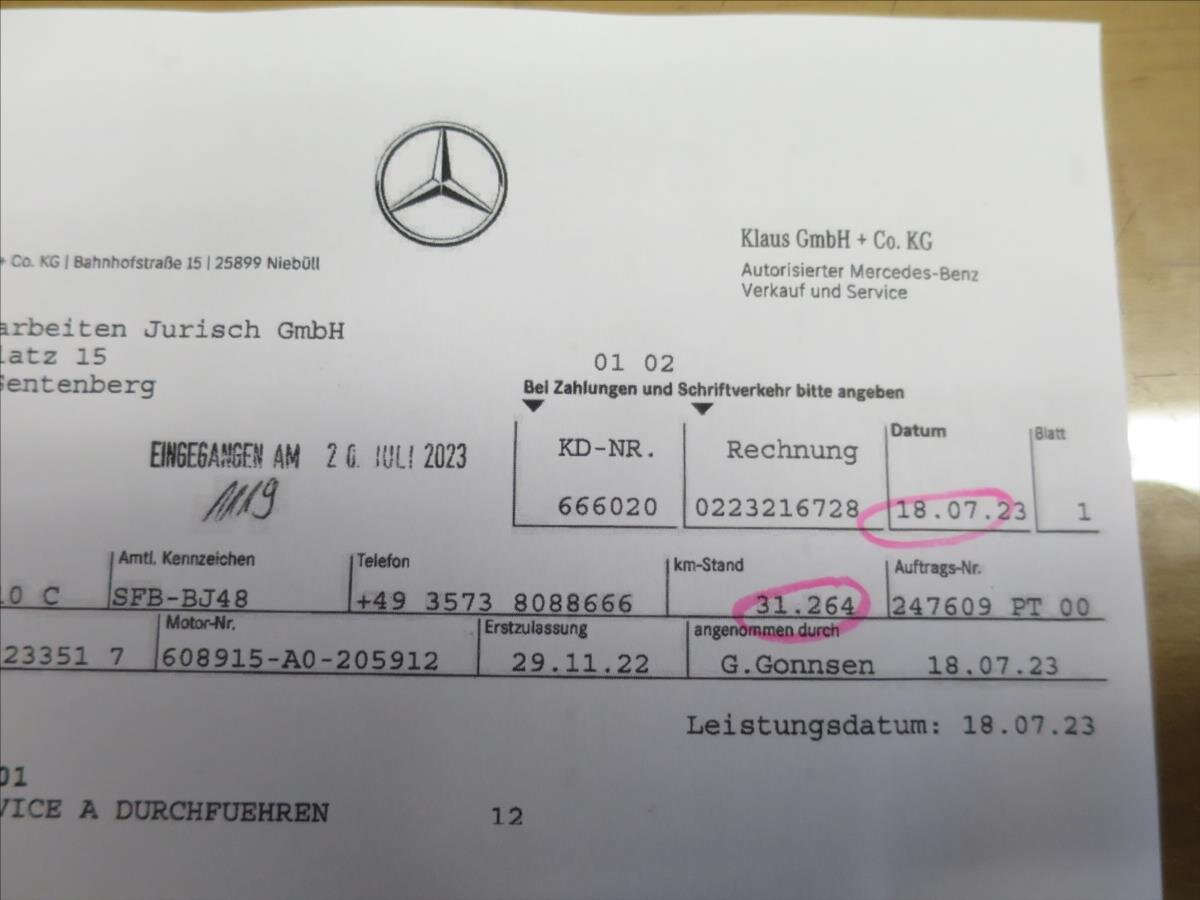 Klaus GmbH + Co. KG
+ Co. KG | Bahnhofstraße 15 | 25899 Niebüll
Autorisierter Mercedes-Benz
Verkauf und Service
arbeiten Jurisch GmbH
latz 15
Sentenberg
01 02
Bei Zahlungen und Schriftverkehr bitte angeben
EINGEGANGEN AM 20. JULI 2023
1119
KD-NR. Rechnung Datum Blatt
666020 0223216728 18.07.23 1
Amtl. Kennzeichen Telefon km-Stand Auftrags-Nr.
10 C SFB-BJ48 +49 3573 8088666 31.264 247609 PT 00
Motor-Nr. Erstzulassung angenommen durch
23351 7 608915-A0-205912 29.11.22 G.Gonnsen 18.07.23
Leistungsdatum: 18.07.23
01
VICE A DURCHFUEHREN 12